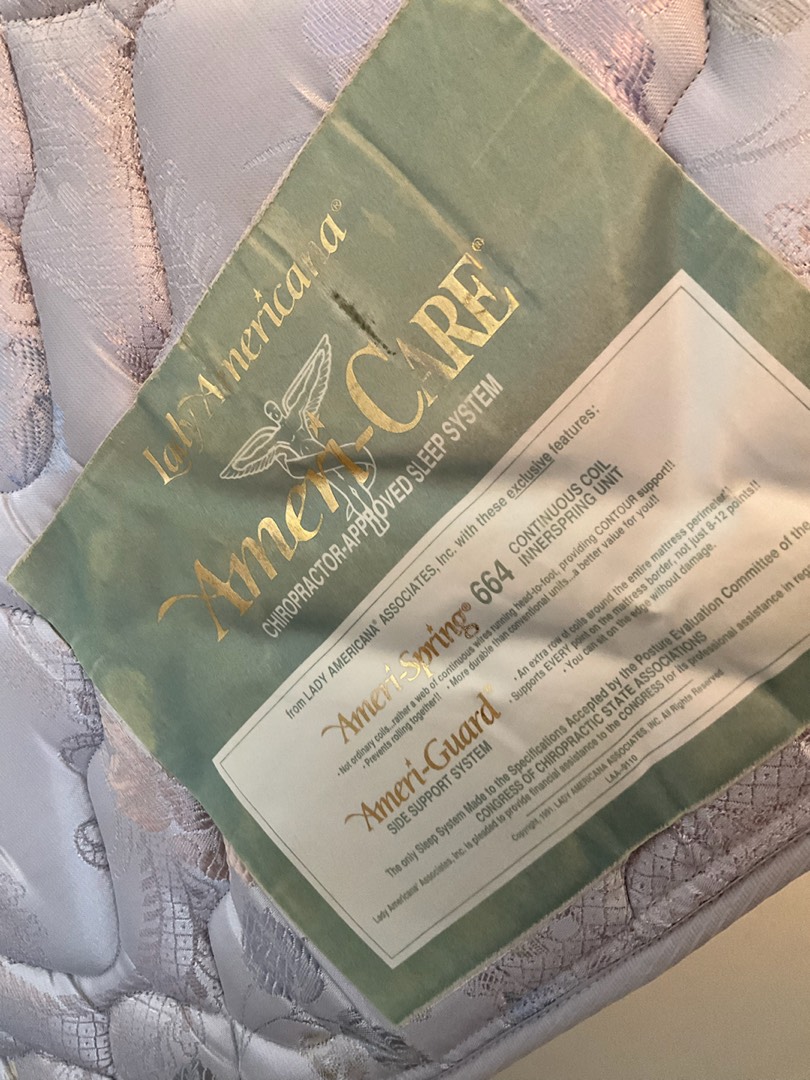 Lady Americana®
Ameri-CARE®
CHIROPRACTOR-APPROVED SLEEP SYSTEM
from LADY AMERICANA® ASSOCIATES, Inc. with these exclusive features:
Ameri-Spring® 664 CONTINUOUS COIL
INNERSPRING UNIT
· Not ordinary coils...rather a web of continuous wires running head-to-foot, providing CONTOUR support!!
· Prevents rolling together!! · More durable than conventional units...a better value for you!!
Ameri-Guard®
SIDE SUPPORT SYSTEM
· An extra row of coils around the entire mattress perimeter!
· Supports EVERY point on the mattress border, not just 8-12 points!!
· You can sit on the edge without damage.
The only Sleep System Made to the Specifications Accepted by the Posture Evaluation Committee of the
CONGRESS OF CHIROPRACTIC STATE ASSOCIATIONS
Lady Americana® Associates, Inc. is pleased to provide financial assistance to the CONGRESS for its professional assistance in
Copyright, 1991, LADY AMERICANA ASSOCIATES, INC. All Rights Reserved
LAA-9110